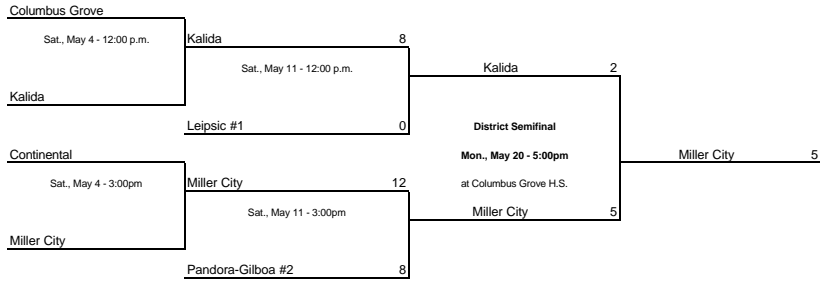 Columbus Grove
Sat., May 4 - 12:00 p.m.
Kalida 8
Sat., May 11 - 12:00 p.m.
Kalida 2
Kalida
Leipsic #1 0
District Semifinal
Continental
Mon., May 20 - 5:00pm
Miller City 5
Sat., May 4 - 3:00pm
Miller City 12
at Columbus Grove H.S.
Sat., May 11 - 3:00pm
Miller City 5
Miller City
Pandora-Gilboa #2 8